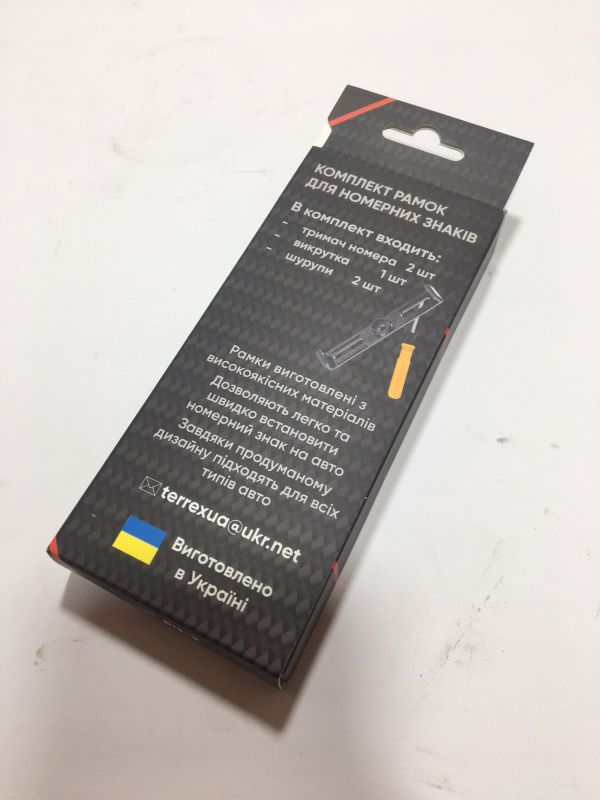 КОМПЛЕКТ РАМОК
ДЛЯ НОМЕРНИХ ЗНАКІВ
В КОМПЛЕКТ ВХОДИТЬ:
- тримач номера 2 шт
- викрутка 1 шт
- шурупи 2 шт
Рамки виготовлені з
високоякісних матеріалів
Дозволяють легко та
швидко встановити
номерний знак на авто
Завдяки продуманому
дизайну підходять для всіх
типів авто
terrexua@ukr.net
Виготовлено
в Україні